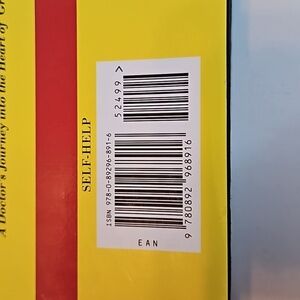 A Doctor's Journey into the Heart of
SELF-HELP
52499>
ISBN 978-0-89296-891-6
9 780892 968916
EAN